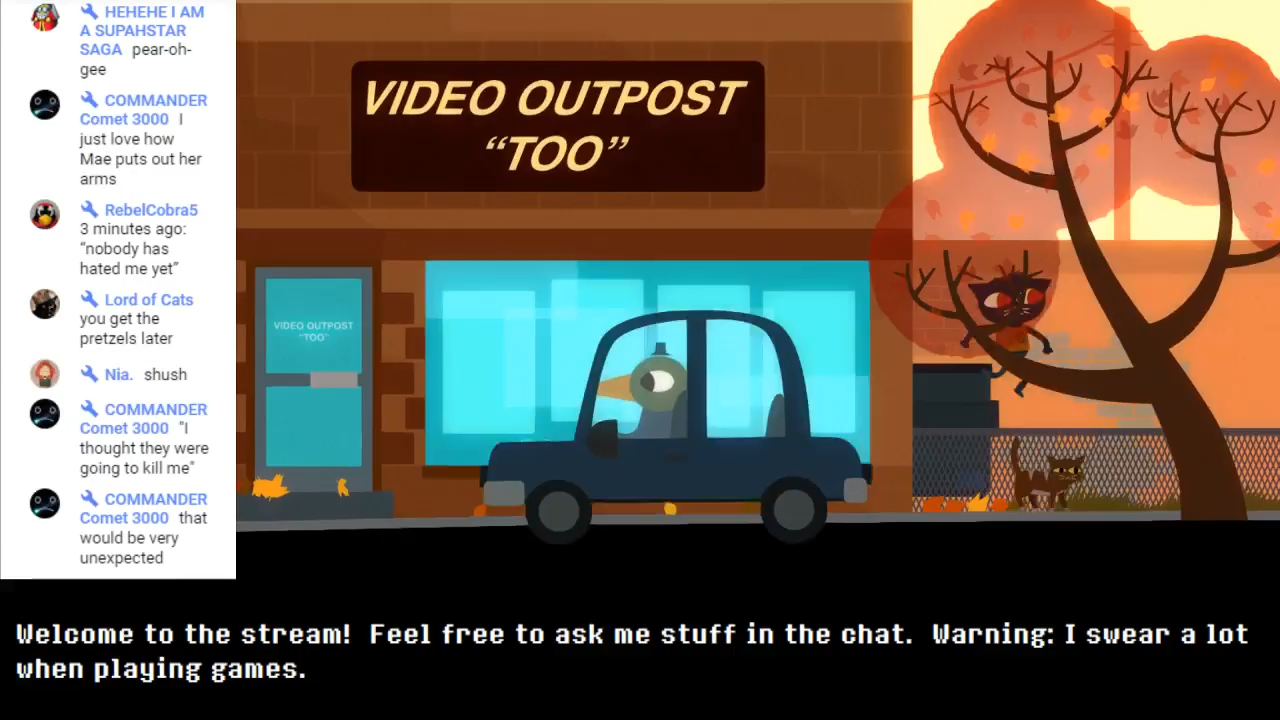 HEHEHE I AM
A SUPAHSTAR
SAGA pear-oh-
gee
COMMANDER
Comet 3000 I
just love how
Mae puts out her
arms
RebelCobra5
3 minutes ago:
“nobody has
hated me yet”
Lord of Cats
you get the
pretzels later
Nia. shush
COMMANDER
Comet 3000 "I
thought they were
going to kill me"
COMMANDER
Comet 3000 that
would be very
unexpected
VIDEO OUTPOST
“TOO”
VIDEO OUTPOST
“TOO”
Welcome to the stream! Feel free to ask me stuff in the chat. Warning: I swear a lot
when playing games.